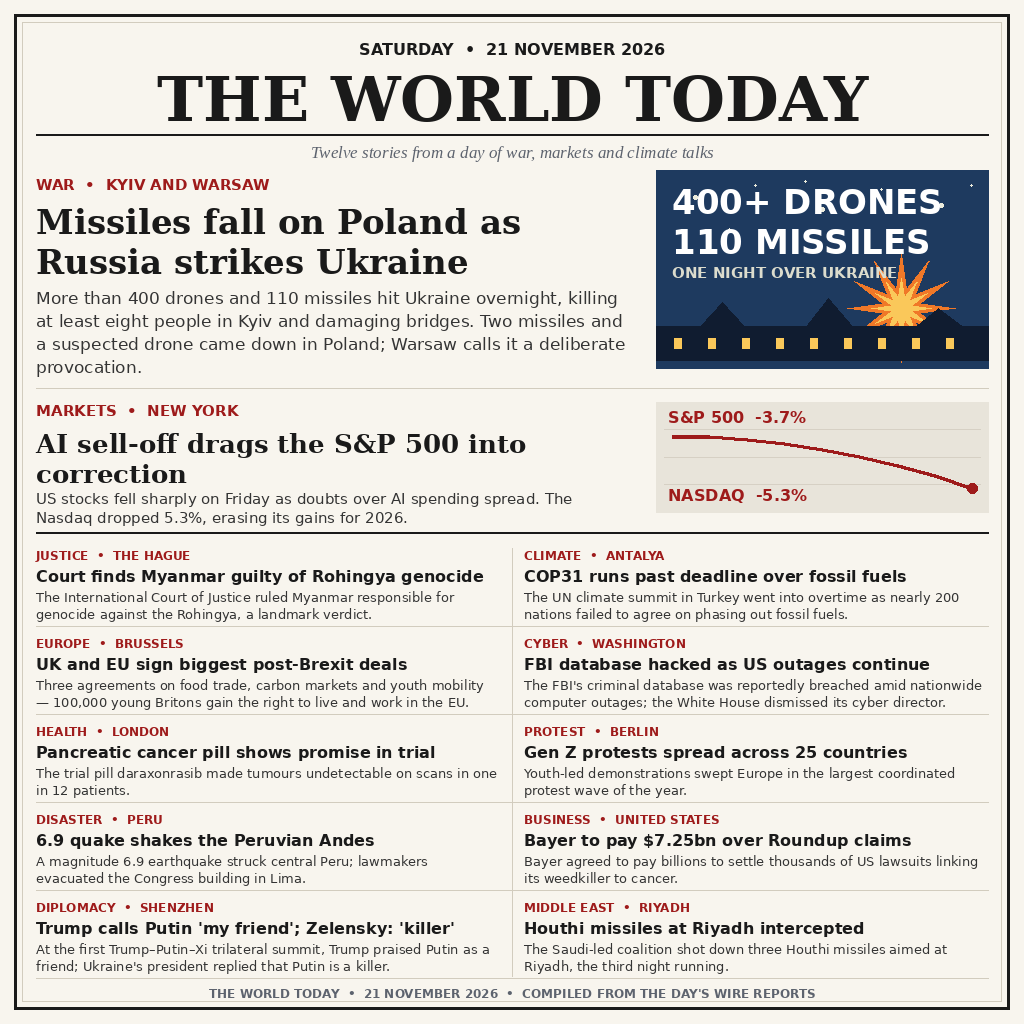 SATURDAY • 21 NOVEMBER 2026
THE WORLD TODAY
Twelve stories from a day of war, markets and climate talks
WAR • KYIV AND WARSAW
Missiles fall on Poland as
Russia strikes Ukraine
More than 400 drones and 110 missiles hit Ukraine overnight, killing
at least eight people in Kyiv and damaging bridges. Two missiles and
a suspected drone came down in Poland; Warsaw calls it a deliberate
provocation.
400+ DRONES
110 MISSILES
ONE NIGHT OVER UKRAINE
MARKETS • NEW YORK
AI sell-off drags the S&P 500 into
correction
US stocks fell sharply on Friday as doubts over AI spending spread. The
Nasdaq dropped 5.3%, erasing its gains for 2026.
S&P 500 -3.7%
NASDAQ -5.3%
JUSTICE • THE HAGUE
Court finds Myanmar guilty of Rohingya genocide
The International Court of Justice ruled Myanmar responsible for
genocide against the Rohingya, a landmark verdict.
CLIMATE • ANTALYA
COP31 runs past deadline over fossil fuels
The UN climate summit in Turkey went into overtime as nearly 200
nations failed to agree on phasing out fossil fuels.
EUROPE • BRUSSELS
UK and EU sign biggest post-Brexit deals
Three agreements on food trade, carbon markets and youth mobility
— 100,000 young Britons gain the right to live and work in the EU.
CYBER • WASHINGTON
FBI database hacked as US outages continue
The FBI's criminal database was reportedly breached amid nationwide
computer outages; the White House dismissed its cyber director.
HEALTH • LONDON
Pancreatic cancer pill shows promise in trial
The trial pill daraxonrasib made tumours undetectable on scans in one
in 12 patients.
PROTEST • BERLIN
Gen Z protests spread across 25 countries
Youth-led demonstrations swept Europe in the largest coordinated
protest wave of the year.
DISASTER • PERU
6.9 quake shakes the Peruvian Andes
A magnitude 6.9 earthquake struck central Peru; lawmakers
evacuated the Congress building in Lima.
BUSINESS • UNITED STATES
Bayer to pay $7.25bn over Roundup claims
Bayer agreed to pay billions to settle thousands of US lawsuits linking
its weedkiller to cancer.
DIPLOMACY • SHENZHEN
Trump calls Putin 'my friend'; Zelensky: 'killer'
At the first Trump–Putin–Xi trilateral summit, Trump praised Putin as a
friend; Ukraine's president replied that Putin is a killer.
MIDDLE EAST • RIYADH
Houthi missiles at Riyadh intercepted
The Saudi-led coalition shot down three Houthi missiles aimed at
Riyadh, the third night running.
THE WORLD TODAY • 21 NOVEMBER 2026 • COMPILED FROM THE DAY'S WIRE REPORTS